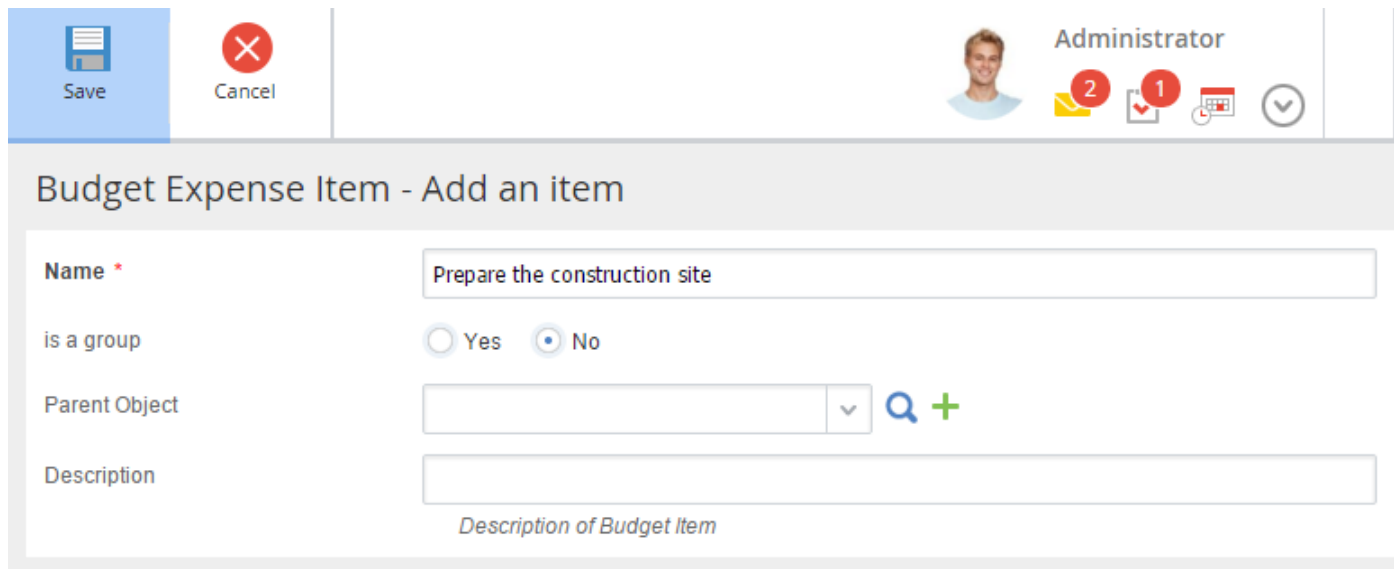 Save
Cancel
Administrator
2
1
Budget Expense Item - Add an item
Name *
Prepare the construction site
is a group
Yes
No
Parent Object
Description
Description of Budget Item